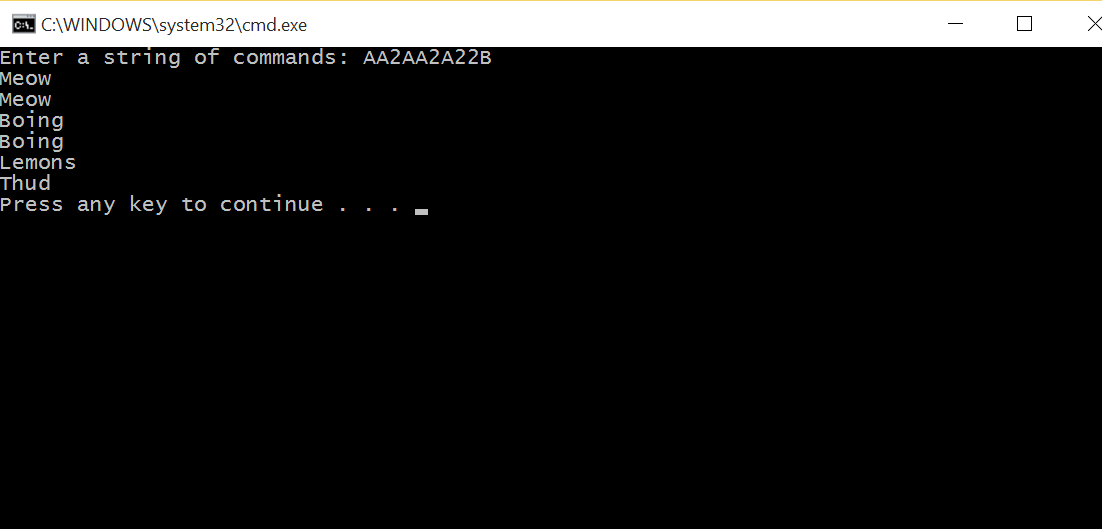 C:\WINDOWS\system32\cmd.exe
Enter a string of commands: AA2AA2A22B
Meow
Meow
Boing
Boing
Lemons
Thud
Press any key to continue . . .